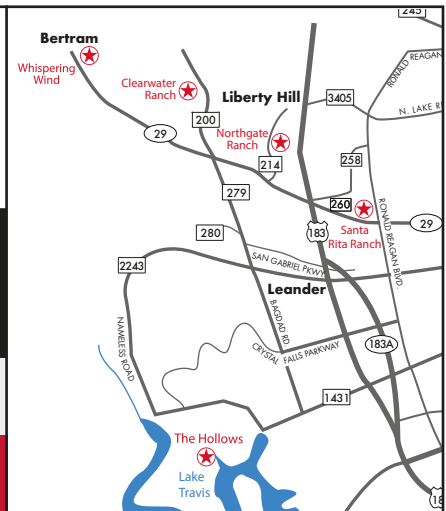 245
Bertram
Whispering
Wind
Clearwater
Ranch
RONALD REAGAN
Liberty Hill
3405
N. LAKE
200
29
Northgate
Ranch
214
258
279
260
29
Santa
Rita Ranch
183
280
RONALD REAGAN BLVD.
SAN GABRIEL PKWY
2243
Leander
BAGDAD RD.
NAMELESS ROAD
CRYSTAL FALLS PARKWAY
183A
1431
The Hollows
Lake
Travis
18